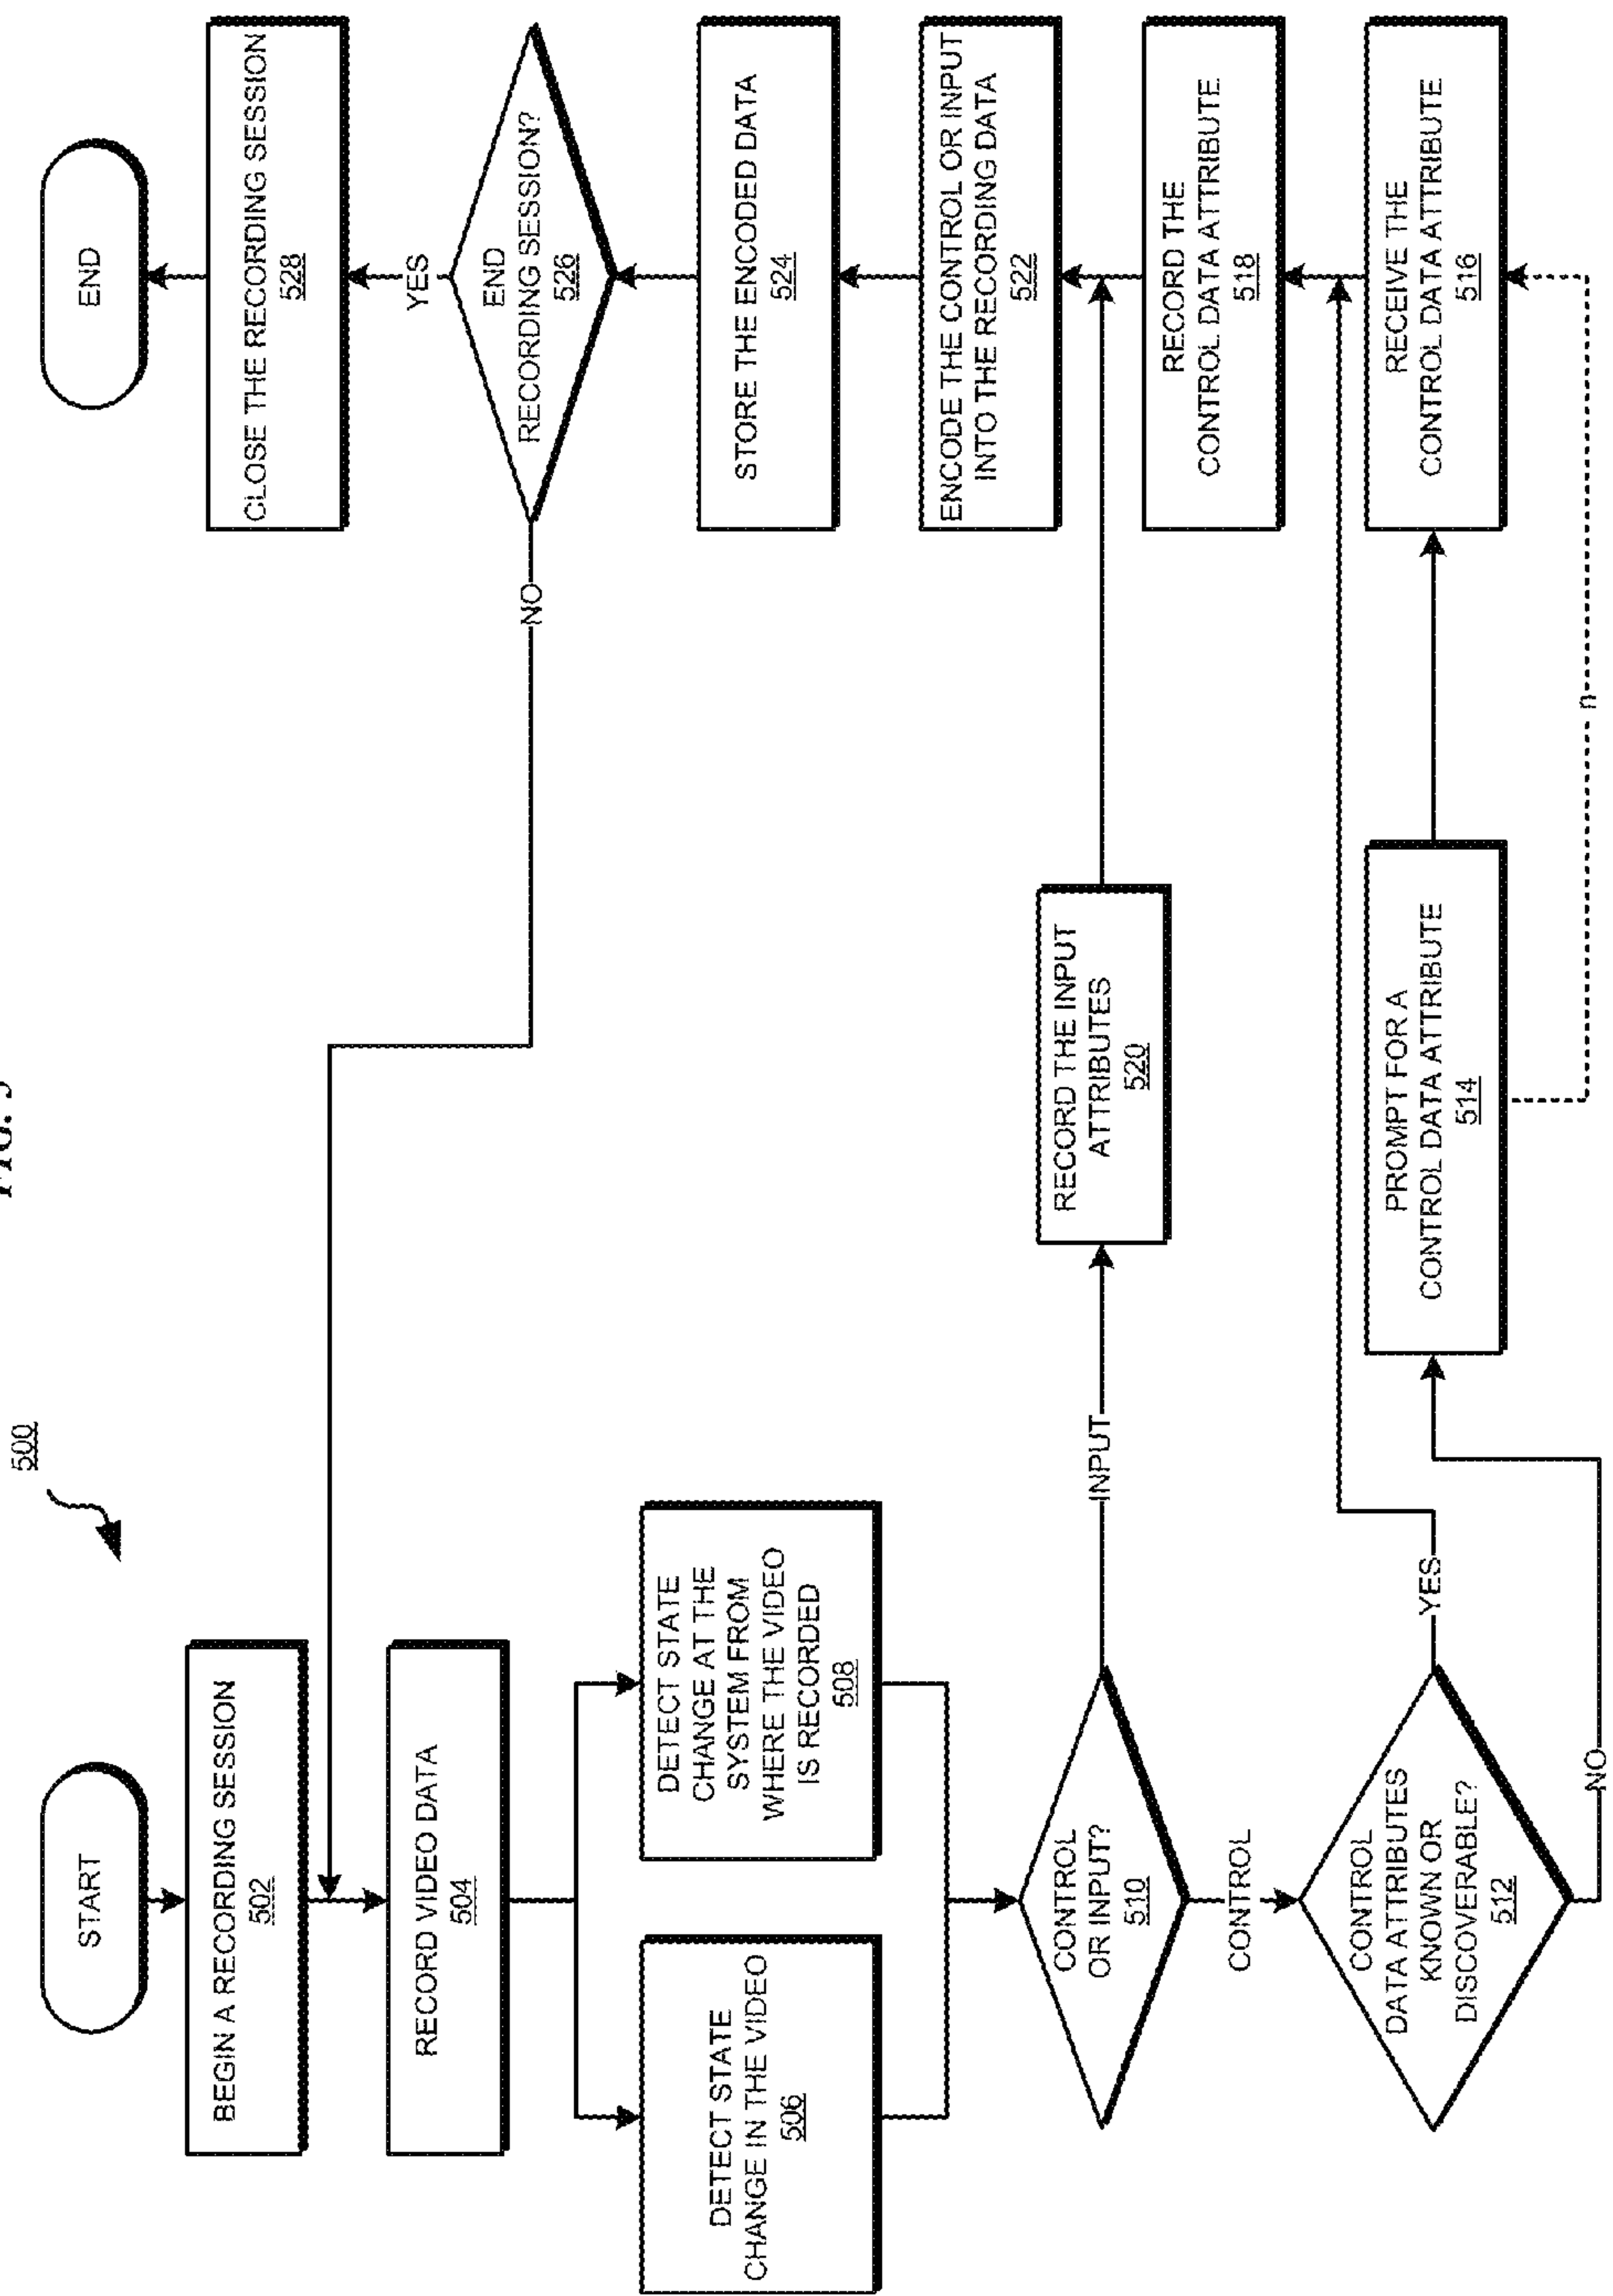 500
START
BEGIN A RECORDING SESSION
502
RECORD VIDEO DATA
504
DETECT STATE
CHANGE IN THE VIDEO
506
DETECT STATE
CHANGE AT THE
SYSTEM FROM
WHERE THE VIDEO
IS RECORDED
508
CONTROL
OR INPUT?
510
INPUT
CONTROL
CONTROL
DATA ATTRIBUTES
KNOWN OR
DISCOVERABLE?
512
YES
NO
RECORD THE INPUT
ATTRIBUTES
520
PROMPT FOR A
CONTROL DATA ATTRIBUTE
514
n
END
CLOSE THE RECORDING SESSION
528
YES
END
RECORDING SESSION?
526
NO
STORE THE ENCODED DATA
524
ENCODE THE CONTROL OR INPUT
INTO THE RECORDING DATA
522
RECORD THE
CONTROL DATA ATTRIBUTE
518
RECEIVE THE
CONTROL DATA ATTRIBUTE
516